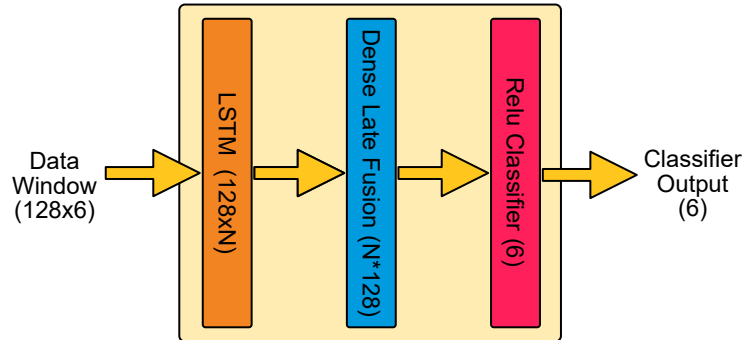 Data
Window
(128x6)
LSTM (128xN)
Dense Late Fusion (N*128)
Relu Classifier (6)
Classifier
Output
(6)